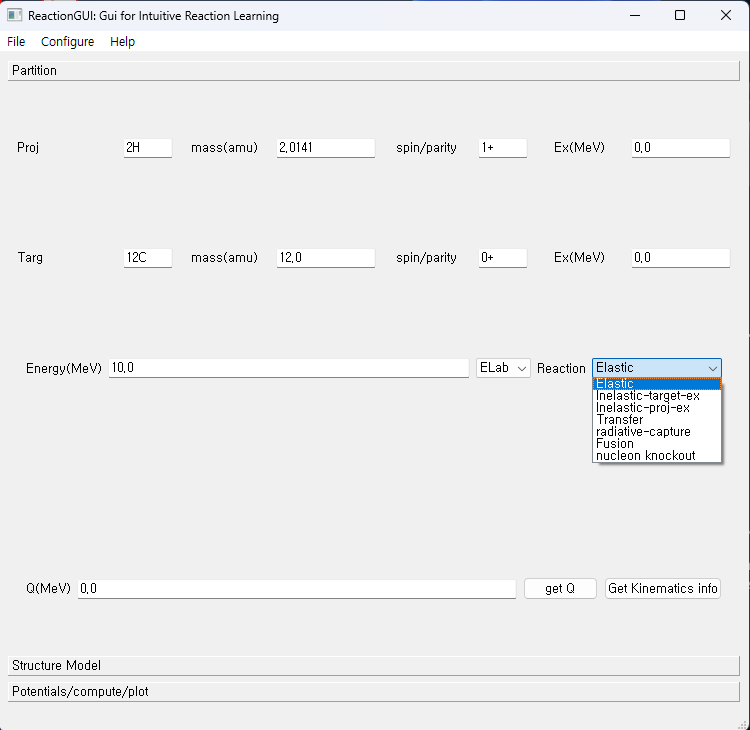 ReactionGUI: Gui for Intuitive Reaction Learning
File Configure Help
Partition
Proj 2H mass(amu) 2,0141 spin/parity 1+ Ex(MeV) 0,0
Targ 12C mass(amu) 12,0 spin/parity 0+ Ex(MeV) 0,0
Energy(MeV) 10,0 ELab Reaction Elastic
Elastic
Inelastic-target-ex
Inelastic-proj-ex
Transfer
radiative-capture
Fusion
nucleon knockout
Q(MeV) 0,0 get Q Get Kinematics info
Structure Model
Potentials/compute/plot